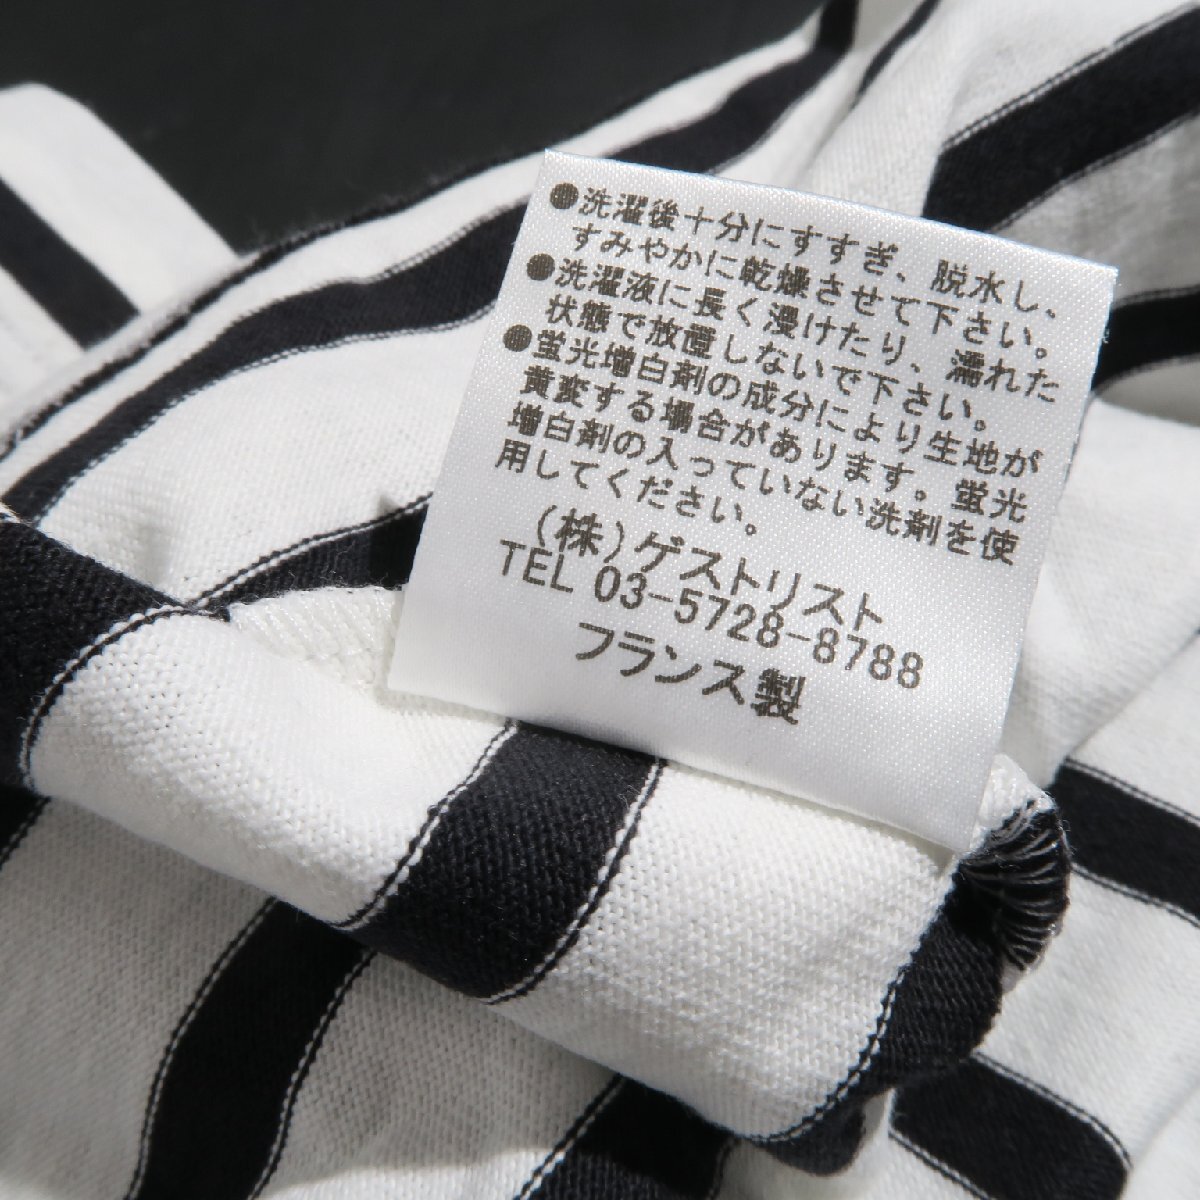 ●洗濯後十分にすすぎ、脱水し、
すみやかに乾燥させて下さい。
●洗濯液に長く浸けたり、濡れた
状態で放置しないで下さい。
●蛍光増白剤の成分により生地が
黄変する場合があります。蛍光
増白剤の入っていない洗剤を使
用してください。
(株)ゲストリスト
TEL 03-5728-8788
フランス製